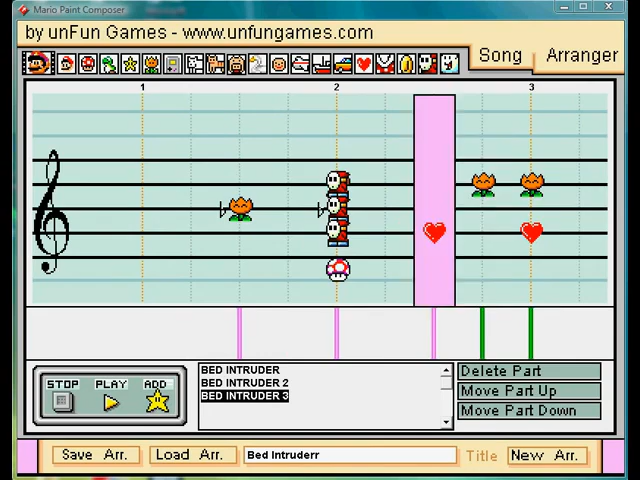 Mario Paint Composer
by unFun Games - www.unfungames.com
Song
Arranger
1 2 3
STOP PLAY ADD
BED INTRUDER
BED INTRUDER 2
BED INTRUDER 3
Delete Part
Move Part Up
Move Part Down
Save Arr.
Load Arr.
Bed Intruderr
Title
New Arr.